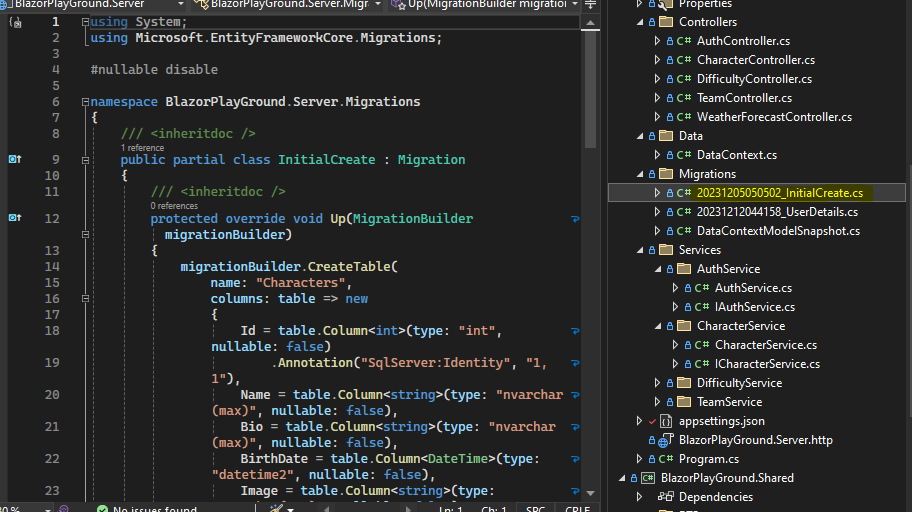 BlazorPlayGround.Server
BlazorPlayGround.Server.Migr
Up(MigrationBuilder migration
1 using System;
2 using Microsoft.EntityFrameworkCore.Migrations;
3
4 #nullable disable
5
6 namespace BlazorPlayGround.Server.Migrations
7 {
8 /// <inheritdoc />
1 reference
9 public partial class InitialCreate : Migration
10 {
11 /// <inheritdoc />
0 references
12 protected override void Up(MigrationBuilder
migrationBuilder)
13 {
14 migrationBuilder.CreateTable(
15 name: "Characters",
16 columns: table => new
17 {
18 Id = table.Column<int>(type: "int",
nullable: false)
19 .Annotation("SqlServer:Identity", "1,
1"),
20 Name = table.Column<string>(type: "nvarchar
(max)", nullable: false),
21 Bio = table.Column<string>(type: "nvarchar
(max)", nullable: false),
22 BirthDate = table.Column<DateTime>(type:
"datetime2", nullable: false),
23 Image = table.Column<string>(type:
No issues found
Ln: 1 Ch: 1 SPC CRLF
Properties
Controllers
C# AuthController.cs
C# CharacterController.cs
C# DifficultyController.cs
C# TeamController.cs
C# WeatherForecastController.cs
Data
C# DataContext.cs
Migrations
C# 20231205050502_InitialCreate.cs
C# 20231212044158_UserDetails.cs
C# DataContextModelSnapshot.cs
Services
AuthService
C# AuthService.cs
C# IAuthService.cs
CharacterService
C# CharacterService.cs
C# ICharacterService.cs
DifficultyService
TeamService
appsettings.json
BlazorPlayGround.Server.http
C# Program.cs
C# BlazorPlayGround.Shared
Dependencies